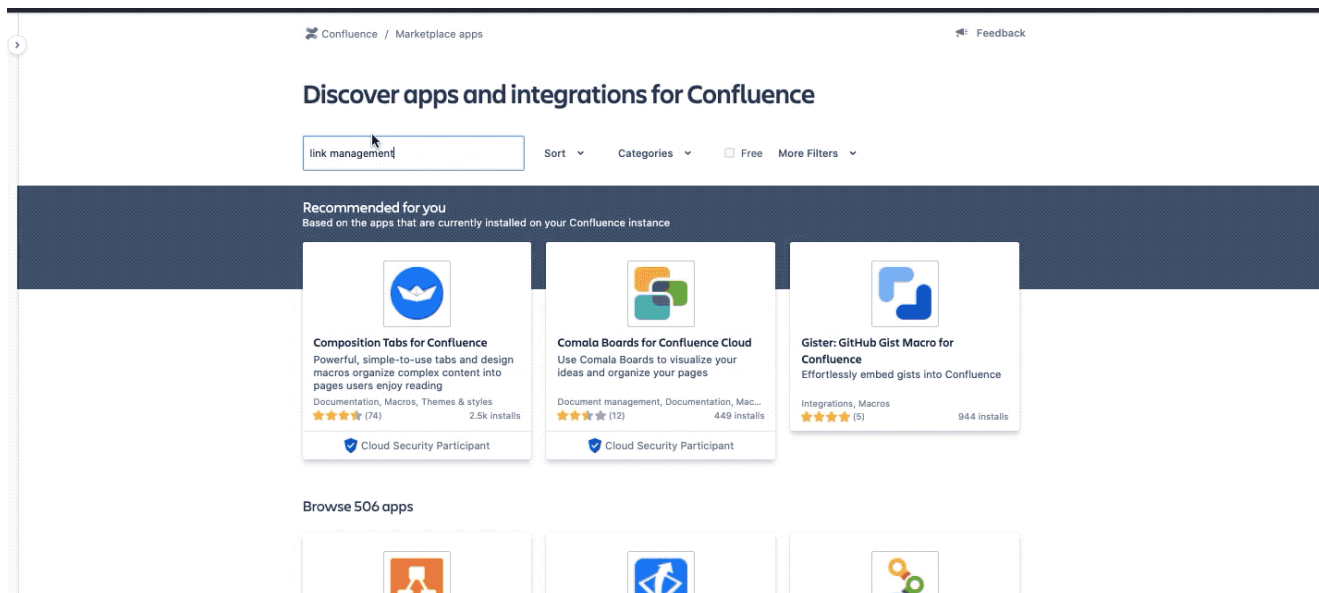 Confluence / Marketplace apps
Feedback
Discover apps and integrations for Confluence
link management
Sort
Categories
Free
More Filters
Recommended for you
Based on the apps that are currently installed on your Confluence instance
Composition Tabs for Confluence
Powerful, simple-to-use tabs and design
macros organize complex content into
pages users enjoy reading
Documentation, Macros, Themes & styles
(74)
2.5k installs
Cloud Security Participant
Comala Boards for Confluence Cloud
Use Comala Boards to visualize your
ideas and organize your pages
Document management, Documentation, Mac...
(12)
449 installs
Cloud Security Participant
Gister: GitHub Gist Macro for
Confluence
Effortlessly embed gists into Confluence
Integrations, Macros
(5)
944 installs
Browse 506 apps